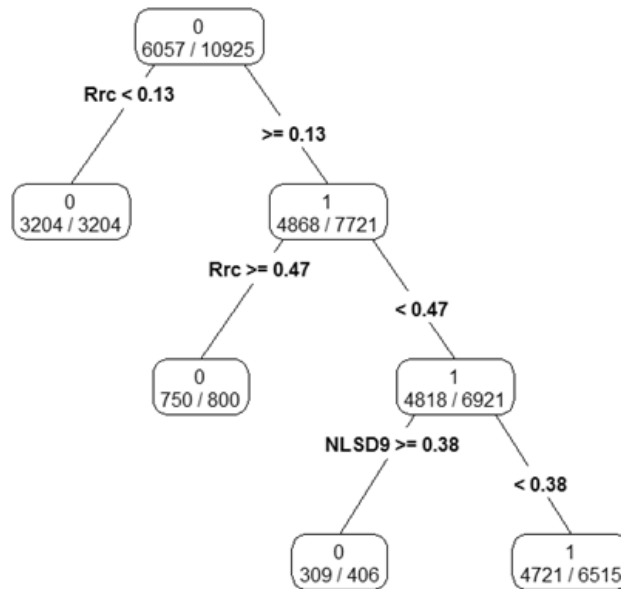 0
6057 / 10925
Rrc < 0.13
>= 0.13
0
3204 / 3204
1
4868 / 7721
Rrc >= 0.47
< 0.47
0
750 / 800
1
4818 / 6921
NLSD9 >= 0.38
< 0.38
0
309 / 406
1
4721 / 6515